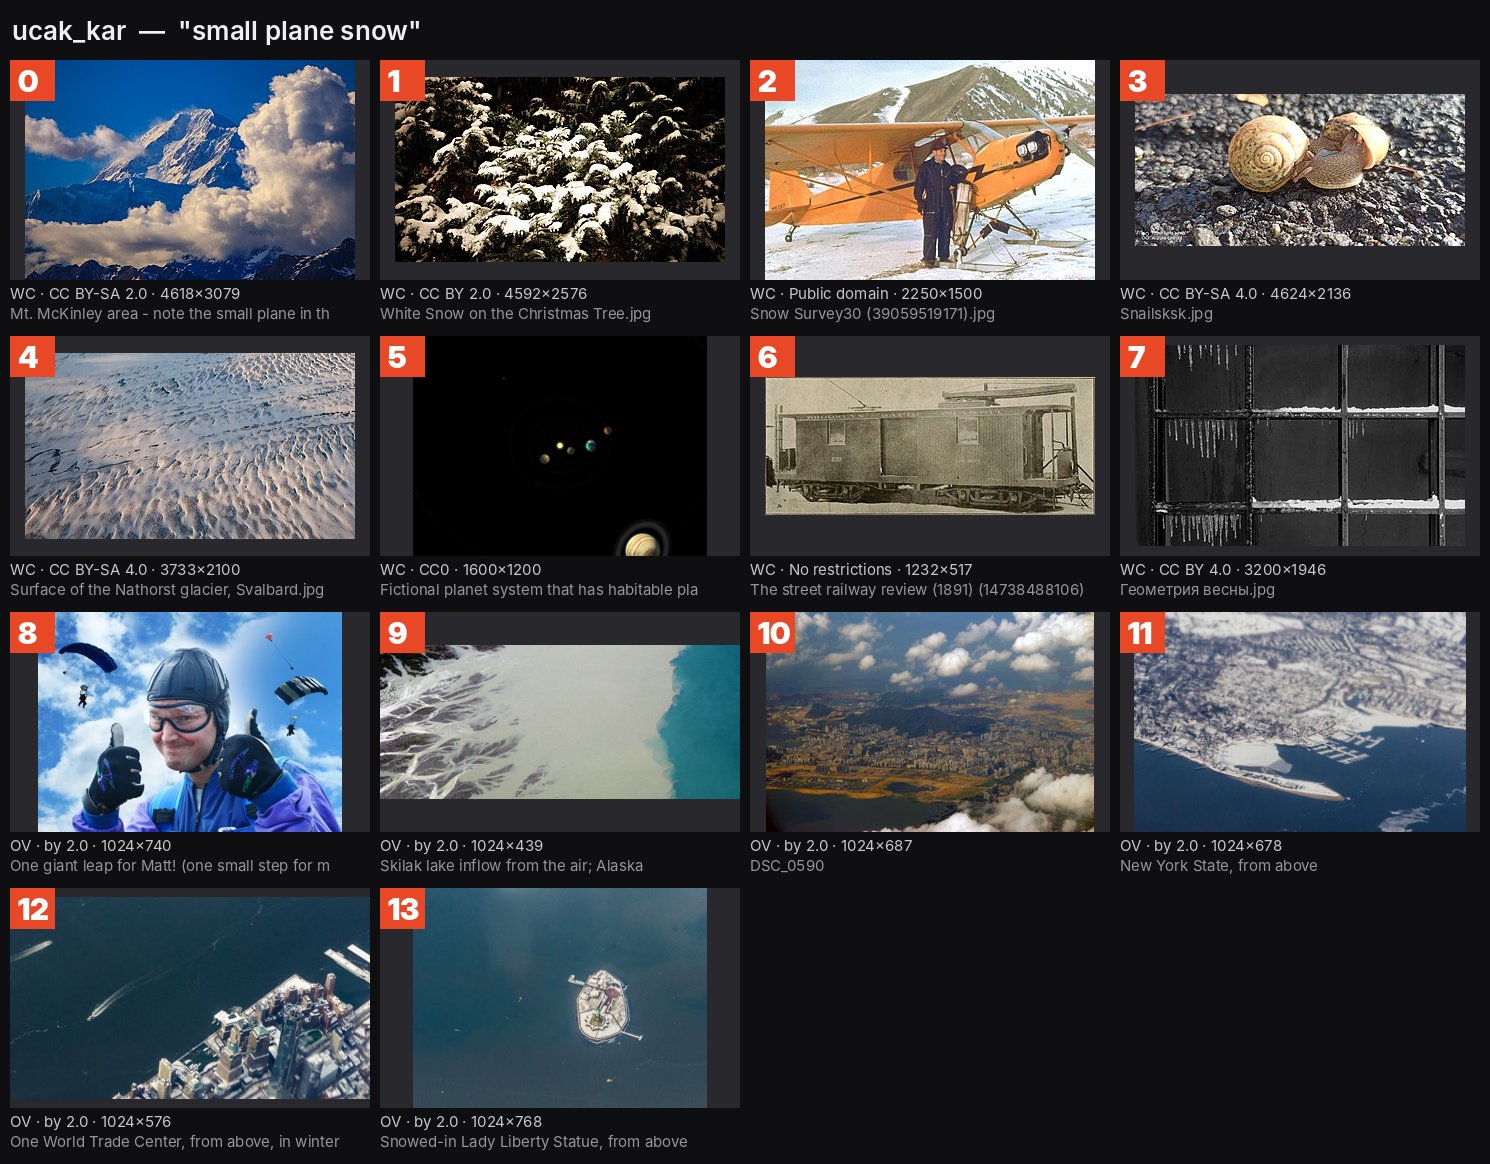 ucak_kar — "small plane snow"
0
1
2
3
WC · CC BY-SA 2.0 · 4618×3079
Mt. McKinley area - note the small plane in th
WC · CC BY 2.0 · 4592×2576
White Snow on the Christmas Tree.jpg
WC · Public domain · 2250×1500
Snow Survey30 (39059519171).jpg
WC · CC BY-SA 4.0 · 4624×2136
Snailsksk.jpg
4
5
6
7
WC · CC BY-SA 4.0 · 3733×2100
Surface of the Nathorst glacier, Svalbard.jpg
WC · CC0 · 1600×1200
Fictional planet system that has habitable pla
WC · No restrictions · 1232×517
The street railway review (1891) (14738488106)
WC · CC BY 4.0 · 3200×1946
Геометрия весны.jpg
8
9
10
11
OV · by 2.0 · 1024×740
One giant leap for Matt! (one small step for m
OV · by 2.0 · 1024×439
Skilak lake inflow from the air; Alaska
OV · by 2.0 · 1024×687
DSC_0590
OV · by 2.0 · 1024×678
New York State, from above
12
13
OV · by 2.0 · 1024×576
One World Trade Center, from above, in winter
OV · by 2.0 · 1024×768
Snowed-in Lady Liberty Statue, from above